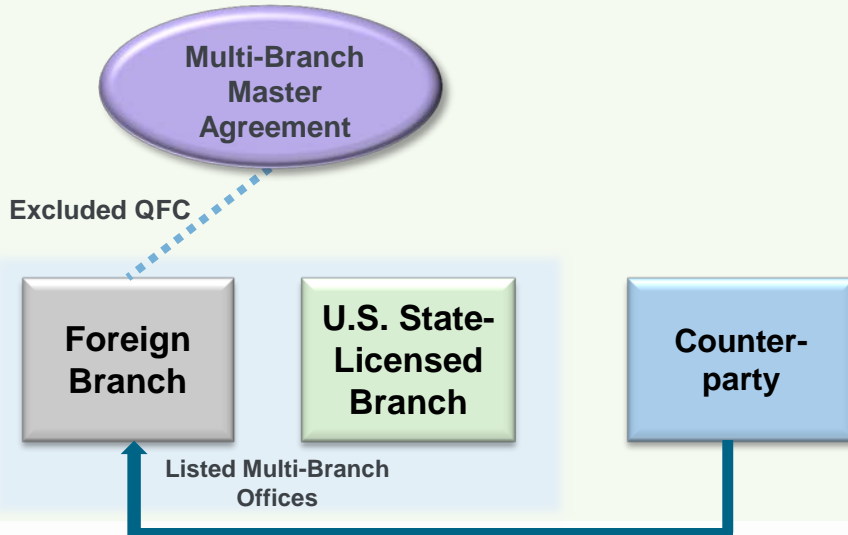 Multi-Branch
Master
Agreement
Excluded QFC
Foreign
Branch
U.S. State-
Licensed
Branch
Counter-
party
Listed Multi-Branch
Offices